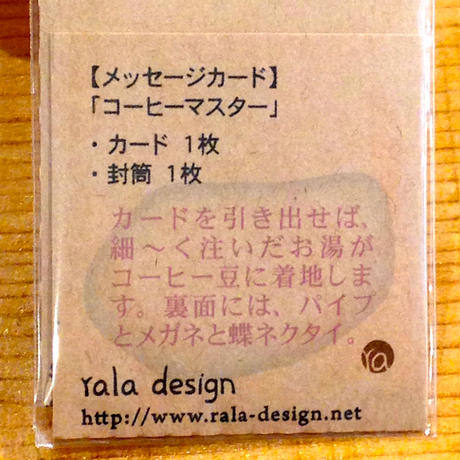 【メッセージカード】
「コーヒーマスター」
・カード 1枚
・封筒 1枚
カードを引き出せば、
細〜く注いだお湯が
コーヒー豆に着地しま
す。裏面には、パイプ
とメガネと蝶ネクタイ。
ra
rala design
http://www.rala-design.net